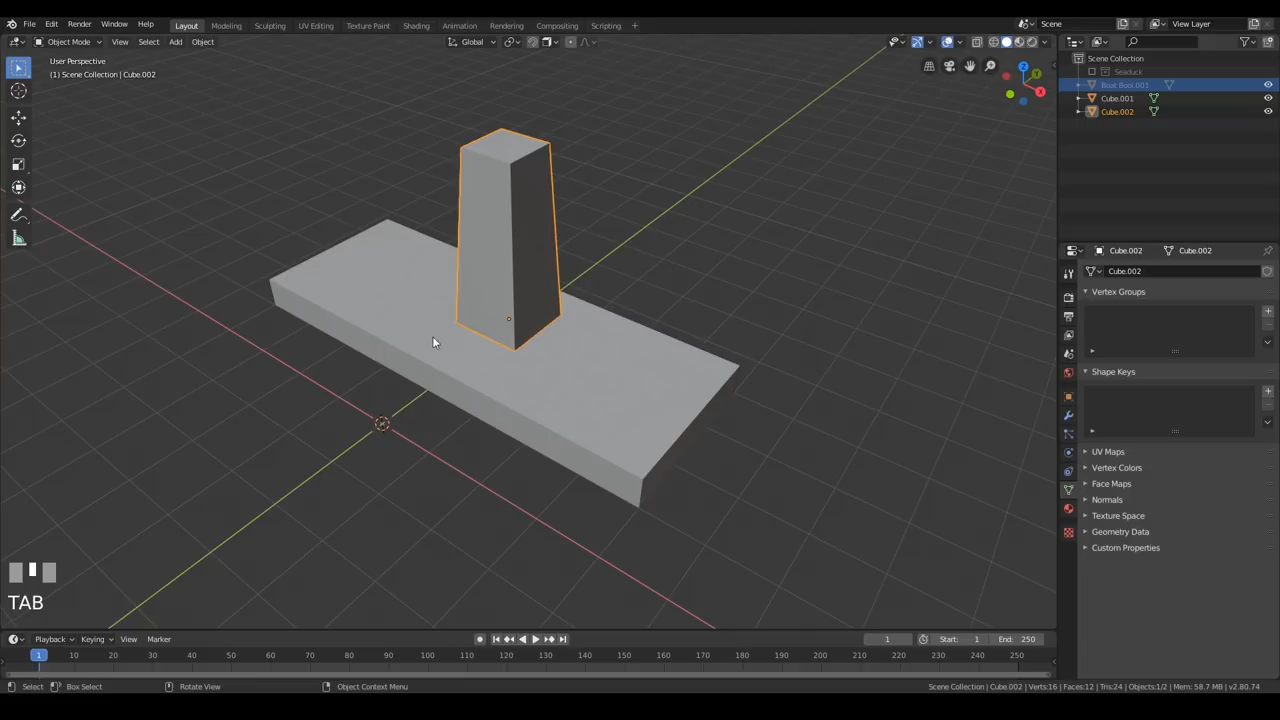 File Edit Render Window Help Layout Modeling Sculpting UV Editing Texture Paint Shading Animation Rendering Compositing Scripting + Scene View Layer
Object Mode View Select Add Object Global
User Perspective
(1) Scene Collection | Cube.002
Scene Collection
Seaduck
Boat Bool.001
Cube.001
Cube.002
Z
Y
X
Cube.002 Cube.002
Cube.002
Vertex Groups
Shape Keys
UV Maps
Vertex Colors
Face Maps
Normals
Texture Space
Geometry Data
Custom Properties
TAB
Playback Keying View Marker 1 Start: 1 End: 250
1 10 20 30 40 50 60 70 80 90 100 110 120 130 140 150 160 170 180 190 200 210 220 230 240 250
Select Box Select Rotate View Object Context Menu Scene Collection | Cube.002 | Verts:16 | Faces:12 | Tris:24 | Objects:1/2 | Mem: 58.7 MB | v2.80.74